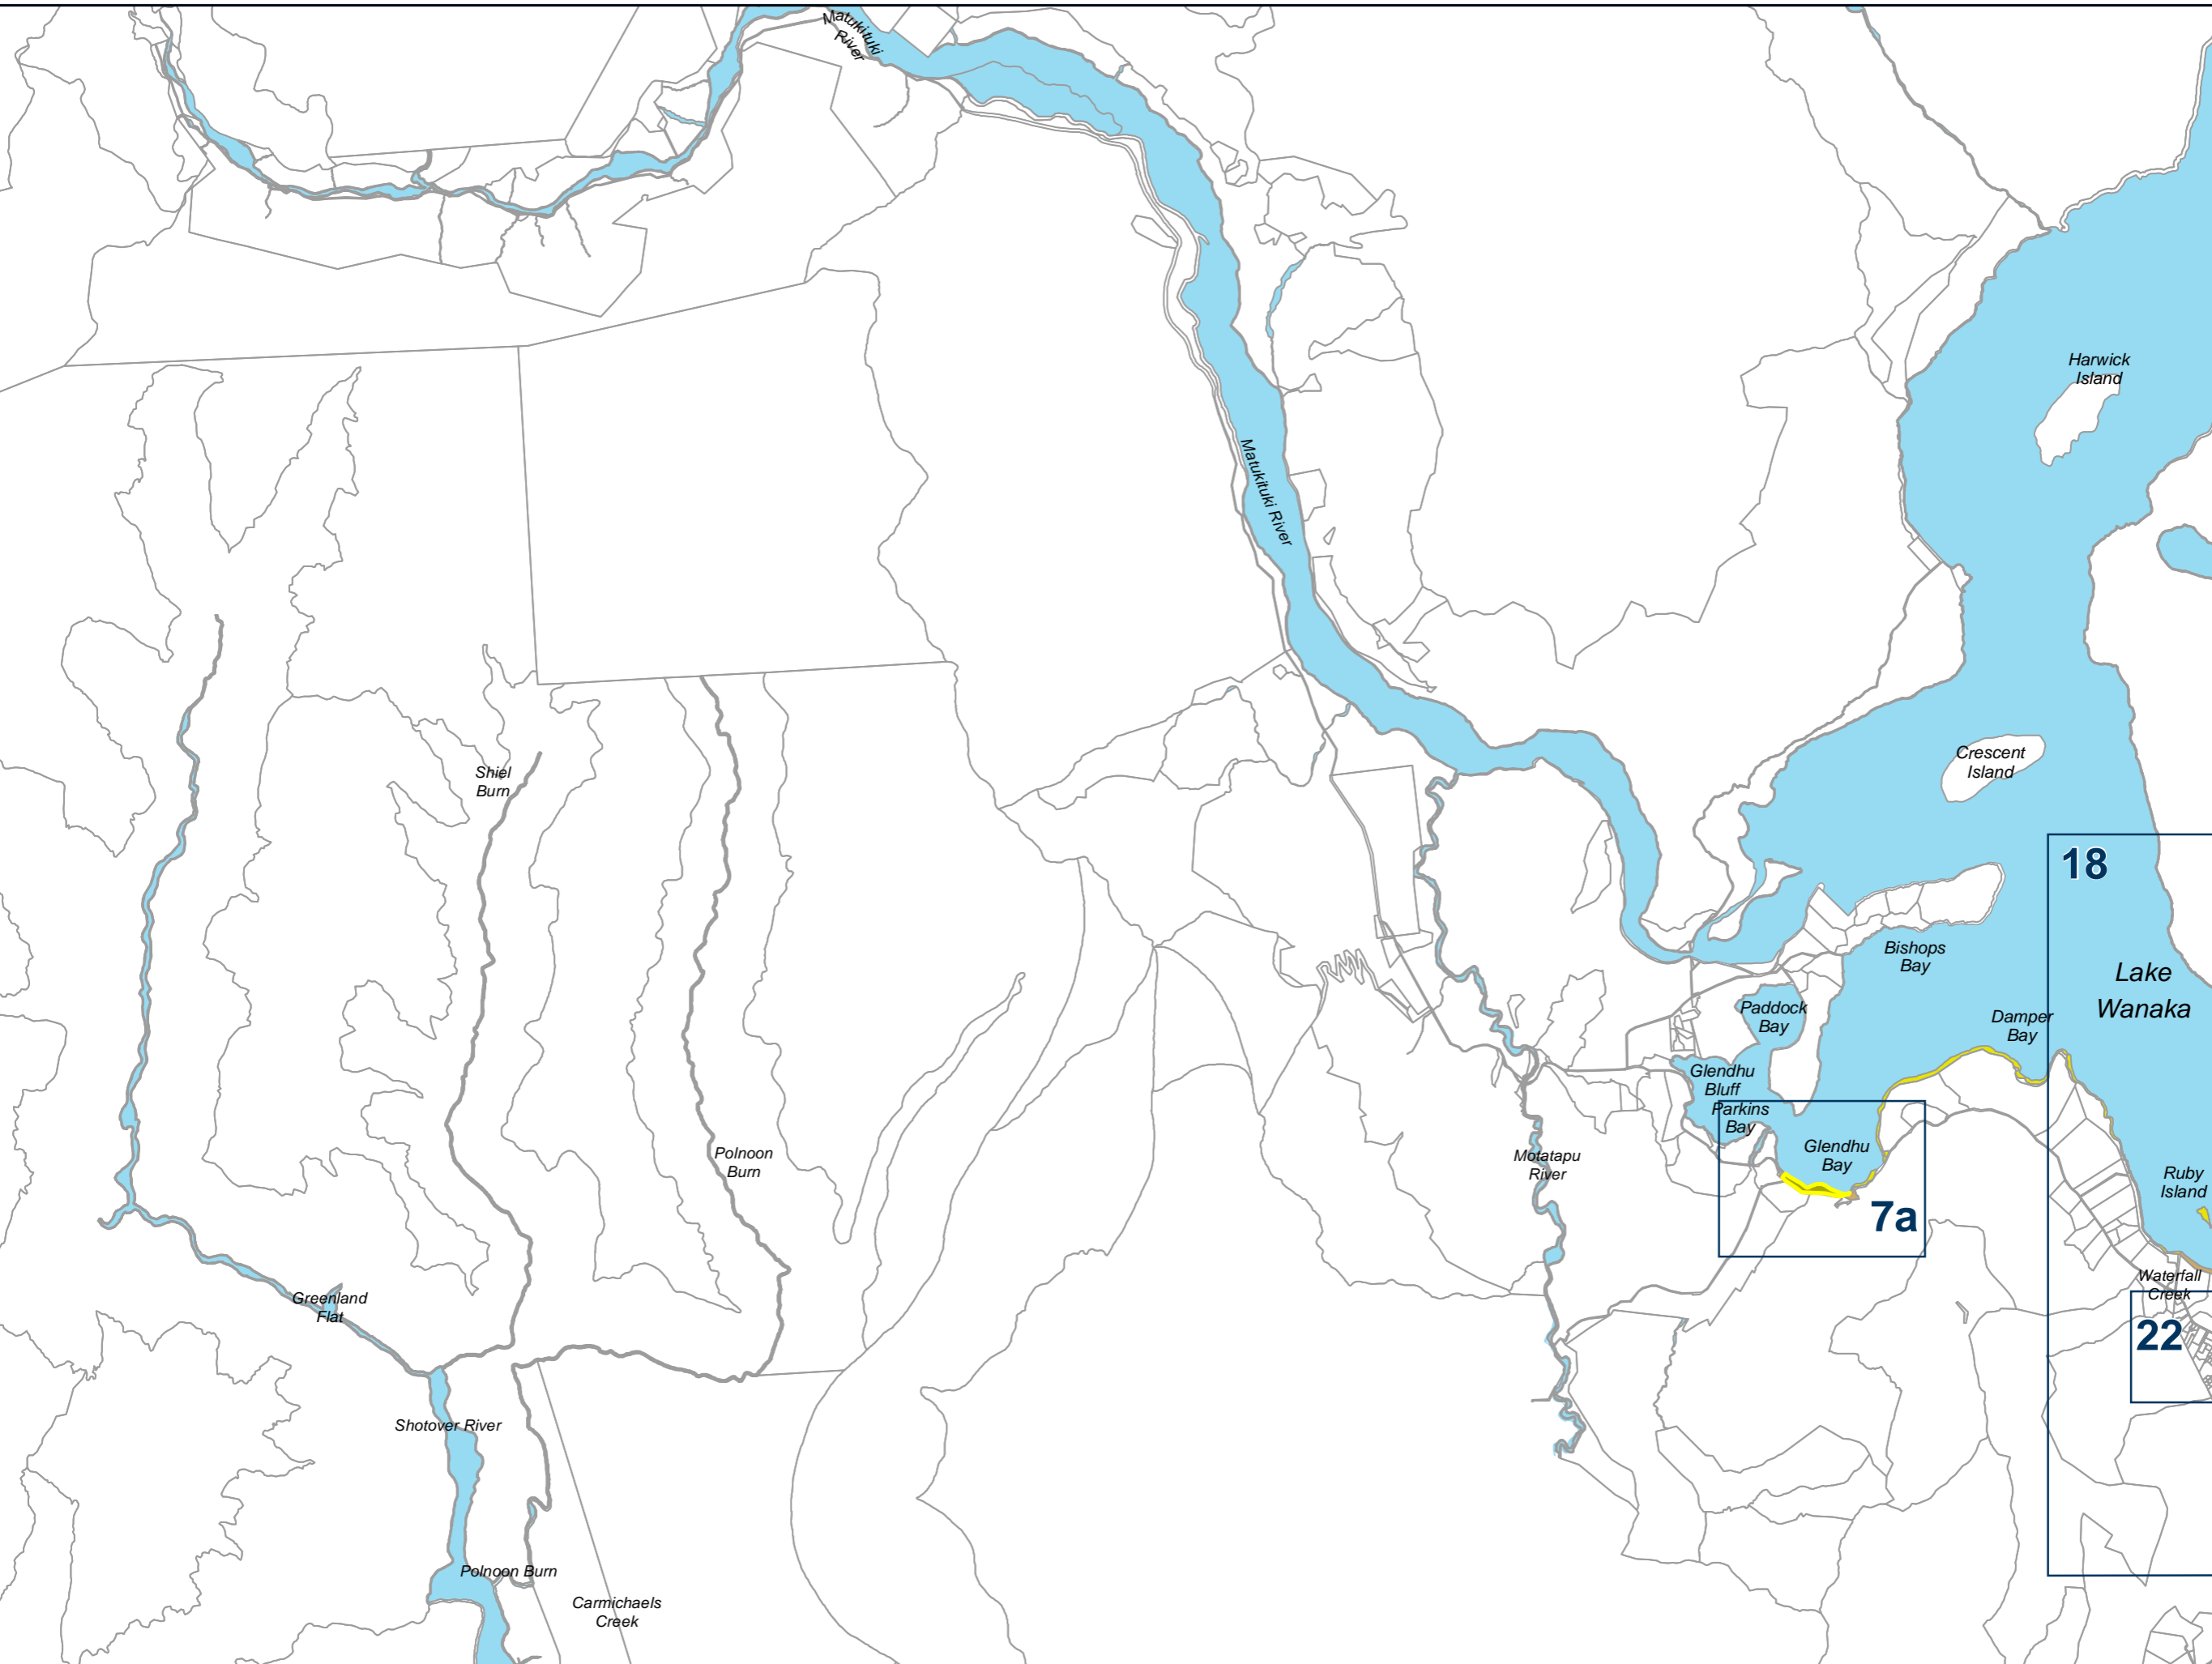 Matukituki
River
Harwick
Island
Matukituki River
Crescent
Island
Shiel
Burn
18
Bishops
Bay
Lake
Wanaka
Paddock
Bay
Damper
Bay
Glendhu
Bluff
Parkins
Bay
Glendhu
Bay
Polnoon
Burn
Motatapu
River
Ruby
Island
7a
Waterfall
Creek
Greenland
Flat
22
Shotover River
Polnoon Burn
Carmichaels
Creek